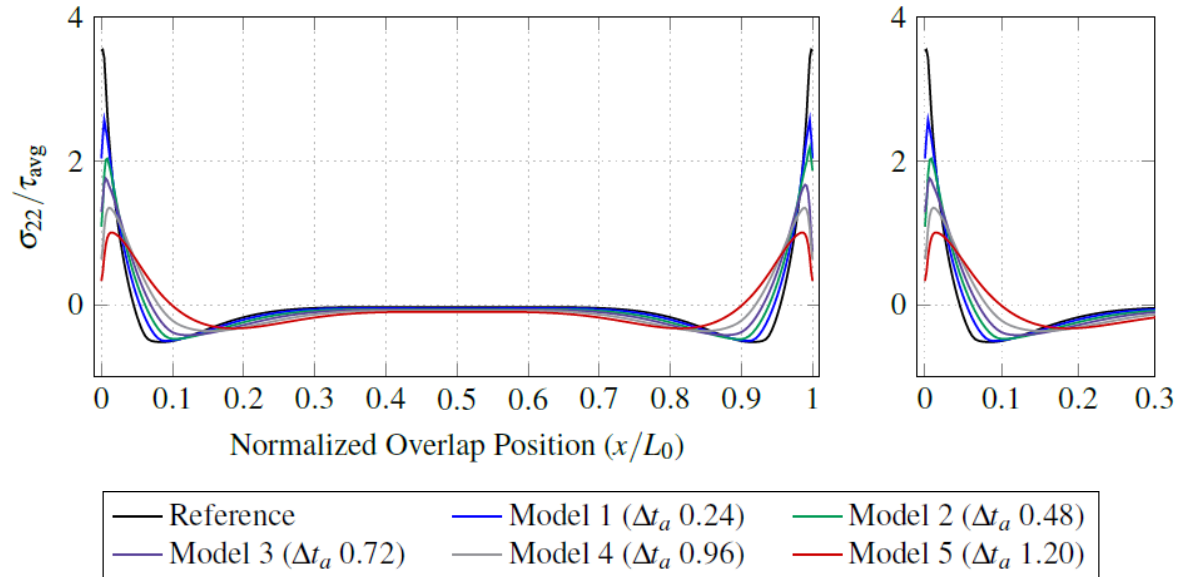 4
2
0
σ22/τavg
0 0.1 0.2 0.3 0.4 0.5 0.6 0.7 0.8 0.9 1
Normalized Overlap Position (x/L0)
4
2
0
0 0.1 0.2 0.3
Reference Model 1 (Δta 0.24) Model 2 (Δta 0.48)
Model 3 (Δta 0.72) Model 4 (Δta 0.96) Model 5 (Δta 1.20)